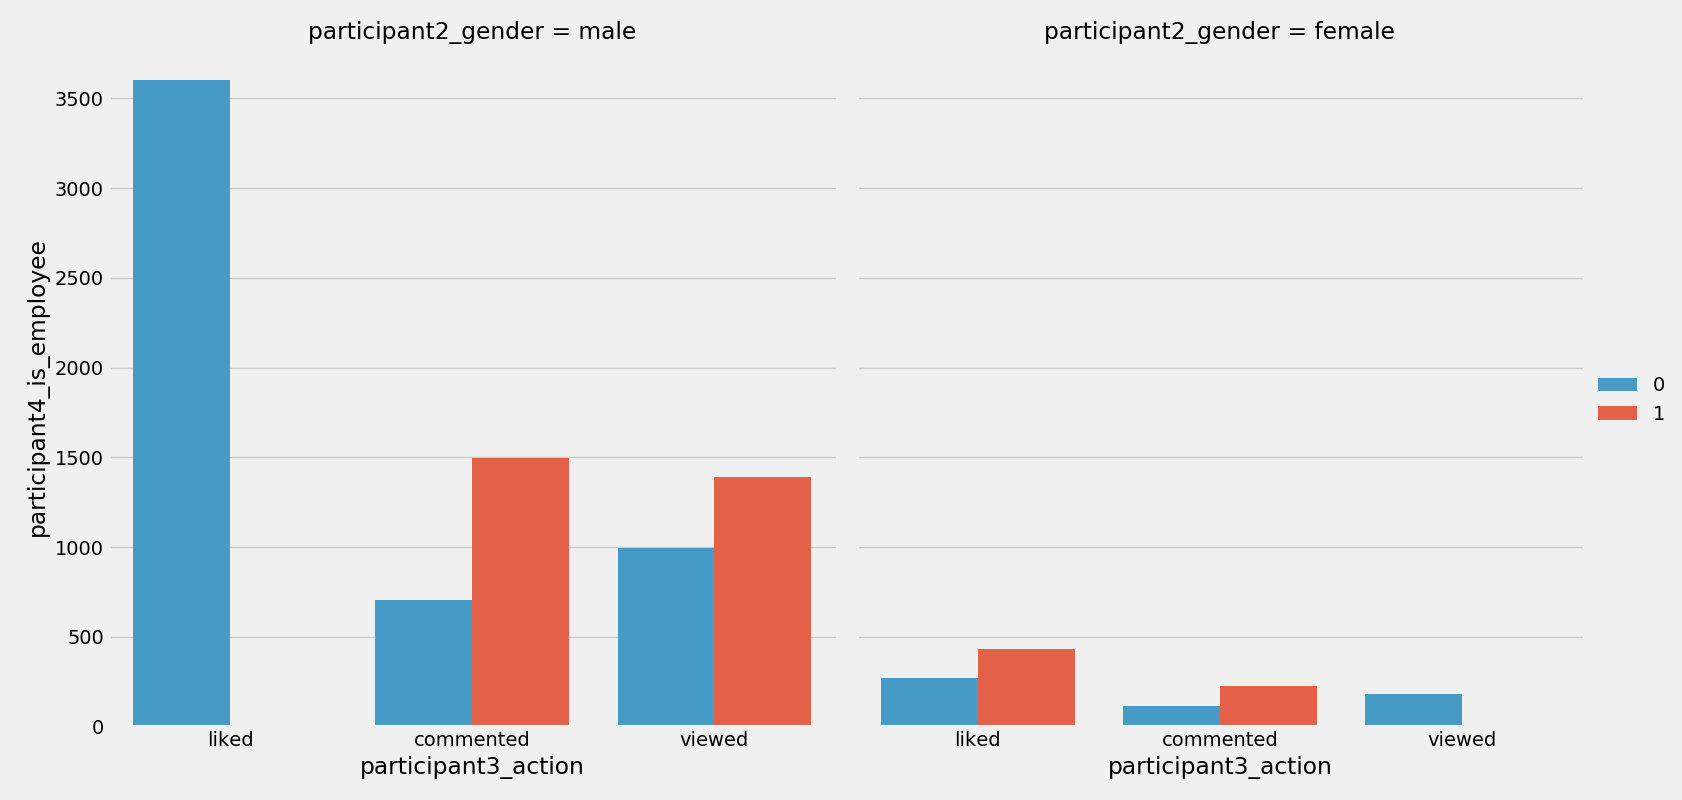 participant2_gender = male
participant2_gender = female
participant4_is_employee
3500
3000
2500
2000
1500
1000
500
0
liked
commented
viewed
participant3_action
liked
commented
viewed
participant3_action
0
1